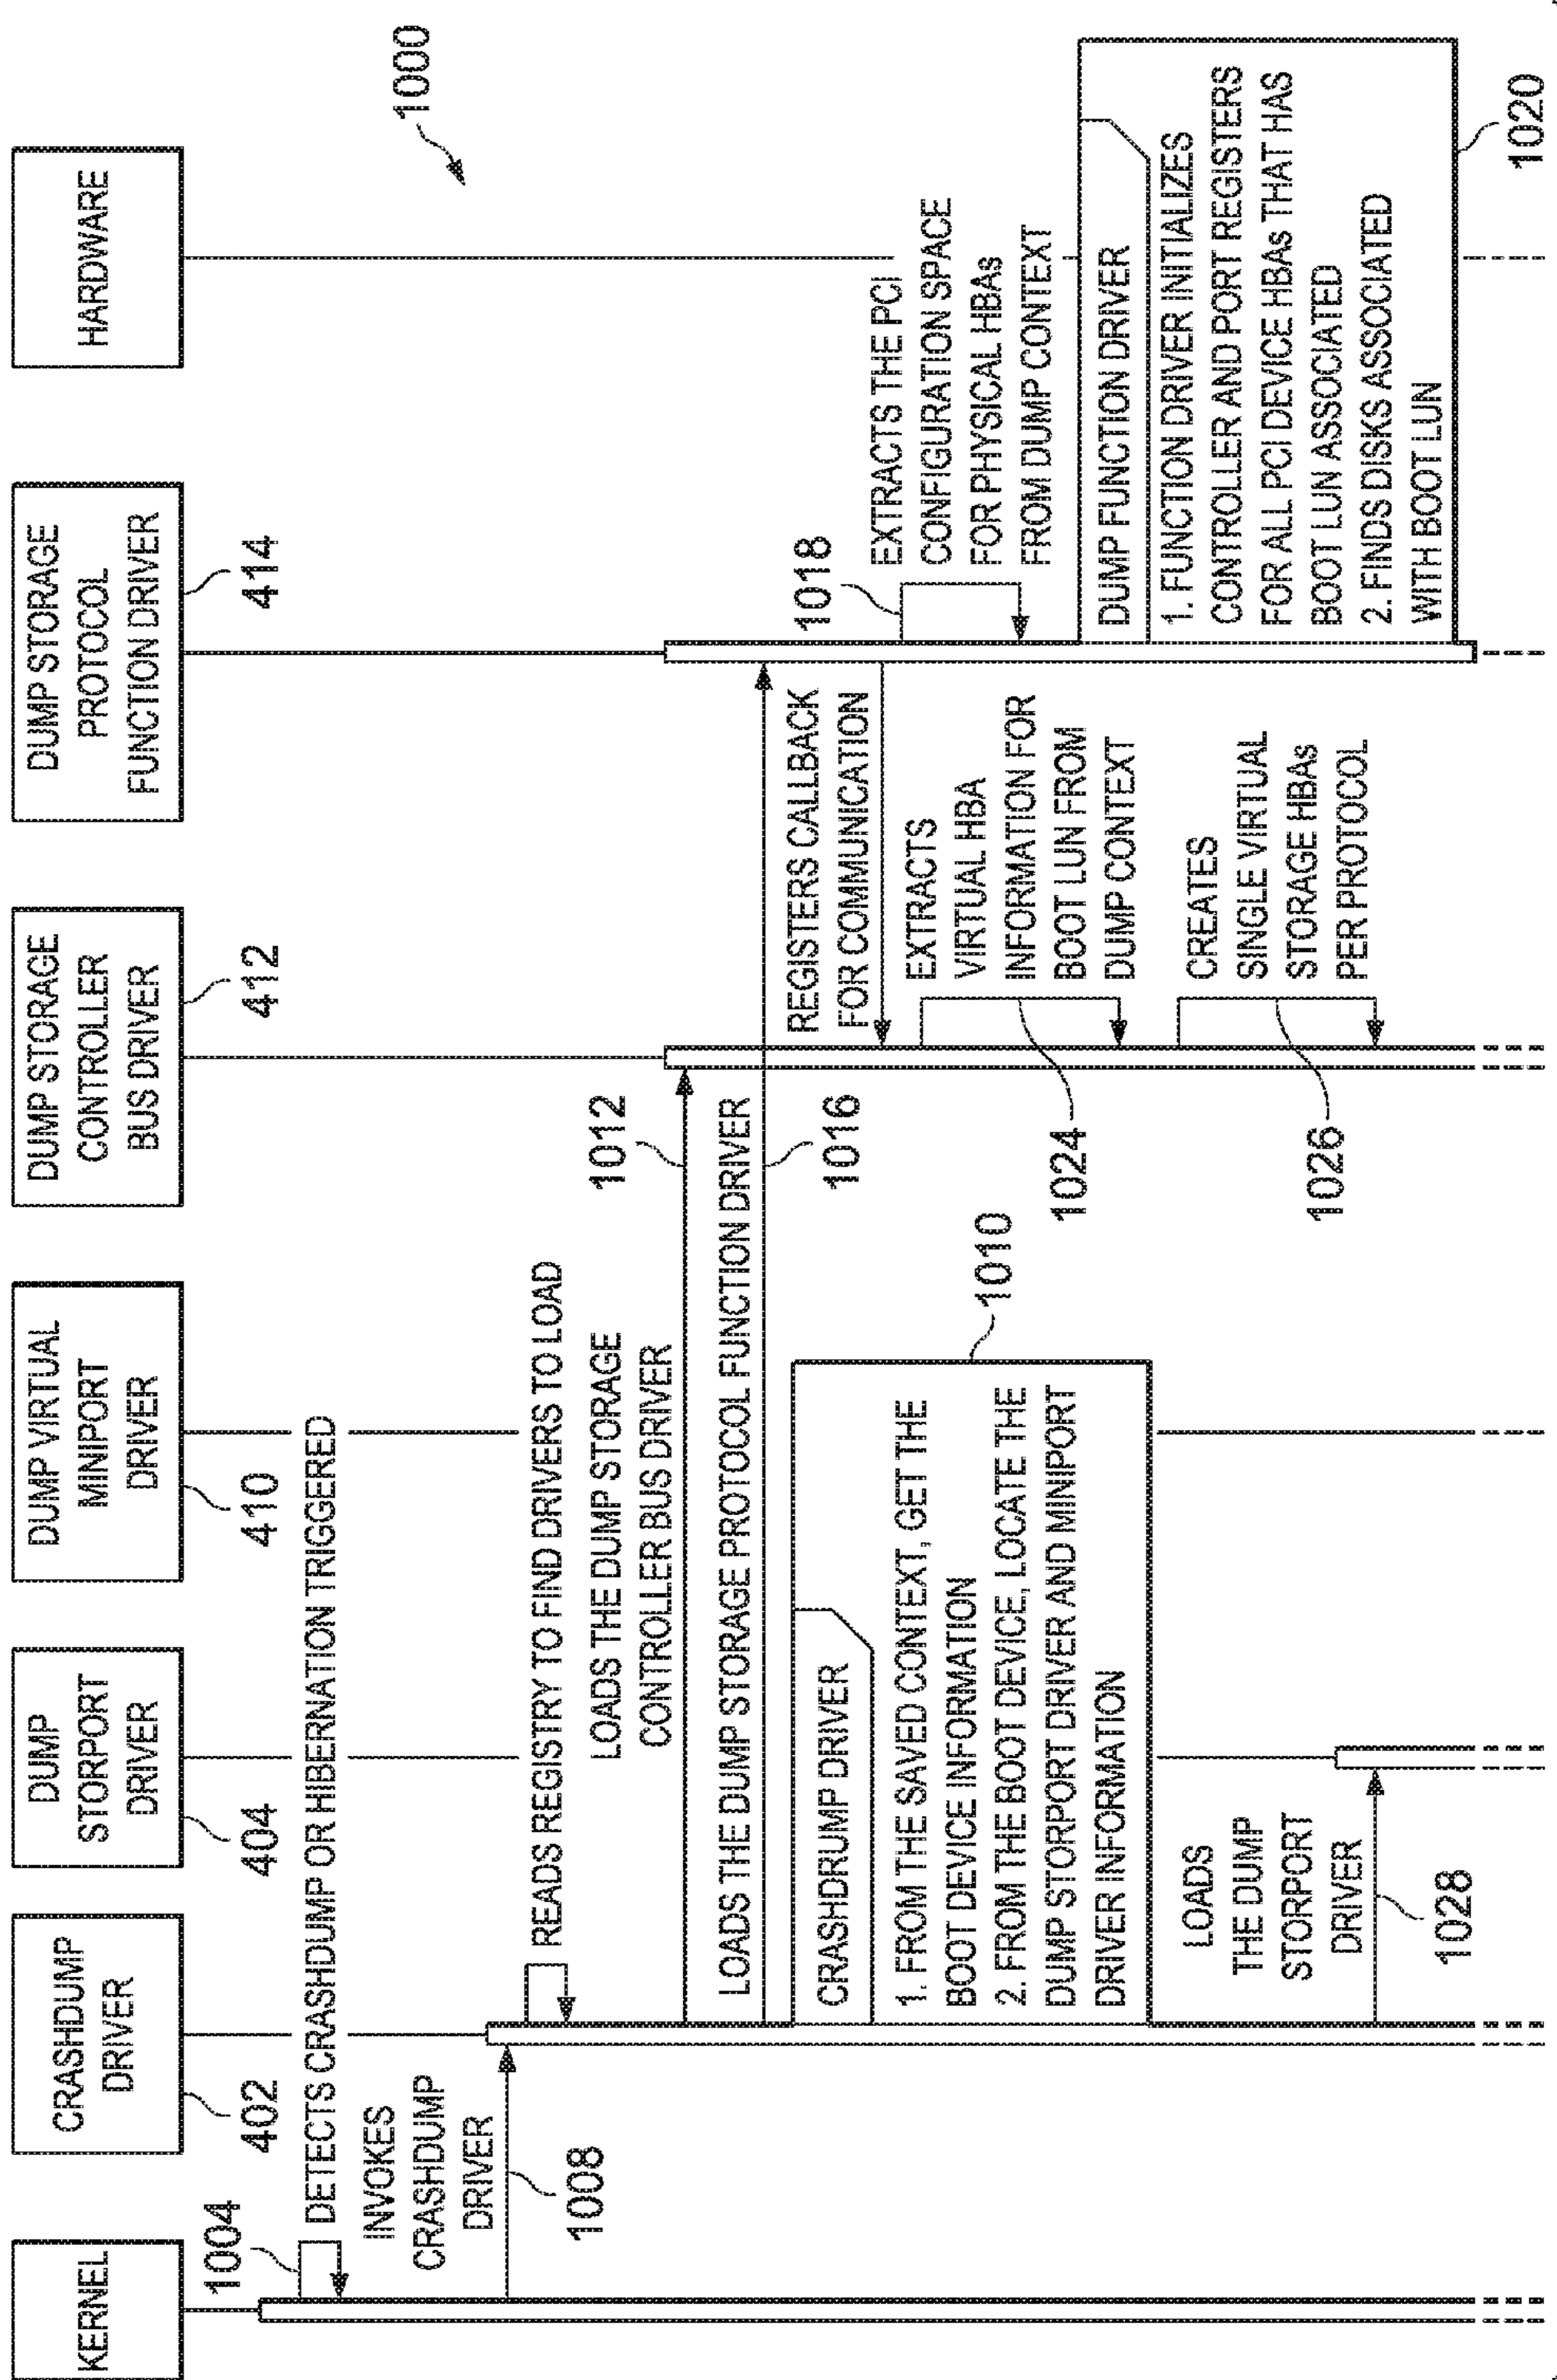 KERNEL
CRASHDUMP
DRIVER
402
DUMP
STORPORT
DRIVER
404
DUMP VIRTUAL
MINIPORT
DRIVER
410
DUMP STORAGE
CONTROLLER
BUS DRIVER
412
DUMP STORAGE
PROTOCOL
FUNCTION DRIVER
414
HARDWARE
1000
1004
DETECTS CRASHDUMP OR HIBERNATION TRIGGERED
INVOKES
CRASHDUMP
DRIVER
1008
READS REGISTRY TO FIND DRIVERS TO LOAD
LOADS THE DUMP STORAGE
CONTROLLER BUS DRIVER
1012
LOADS THE DUMP STORAGE PROTOCOL FUNCTION DRIVER
1016
REGISTERS CALLBACK
FOR COMMUNICATION
1018
EXTRACTS THE PCI
CONFIGURATION SPACE
FOR PHYSICAL HBAs
FROM DUMP CONTEXT
CRASHDRUMP DRIVER
1. FROM THE SAVED CONTEXT, GET THE
BOOT DEVICE INFORMATION
2. FROM THE BOOT DEVICE, LOCATE THE
DUMP STORPORT DRIVER AND MINIPORT
DRIVER INFORMATION
1010
EXTRACTS
VIRTUAL HBA
INFORMATION FOR
BOOT LUN FROM
DUMP CONTEXT
1024
CREATES
SINGLE VIRTUAL
STORAGE HBAs
PER PROTOCOL
1026
DUMP FUNCTION DRIVER
1. FUNCTION DRIVER INITIALIZES
CONTROLLER AND PORT REGISTERS
FOR ALL PCI DEVICE HBAs THAT HAS
BOOT LUN ASSOCIATED
2. FINDS DISKS ASSOCIATED
WITH BOOT LUN
1020
LOADS
THE DUMP
STORPORT
DRIVER
1028